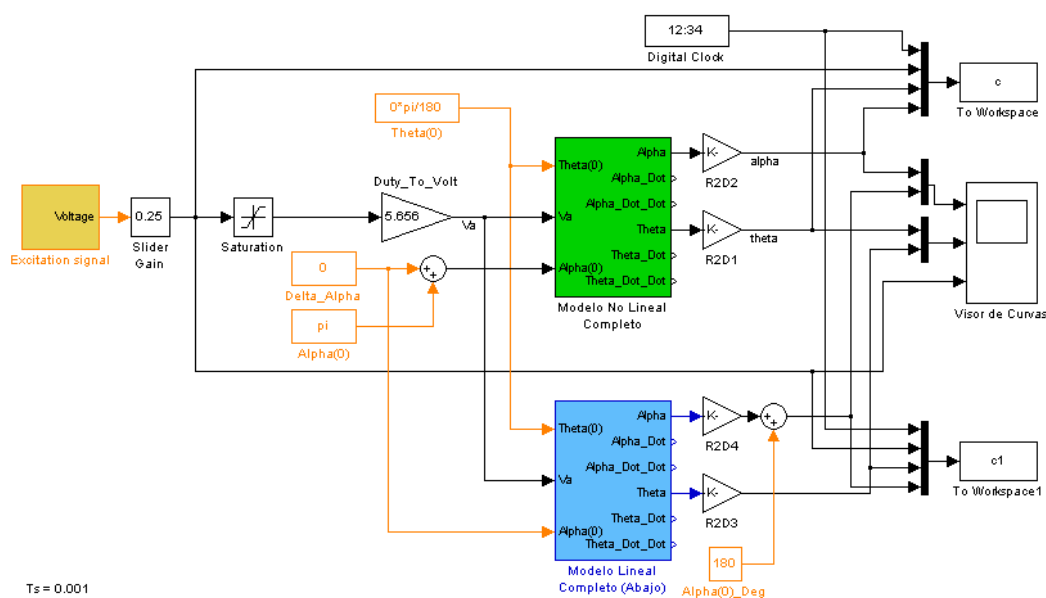 12:34
Digital Clock
c
To Workspace
0*pi/180
Theta(0)
Voltage
Excitation signal
0.25
Slider
Gain
Saturation
Duty_To_Volt
5.656
Va
0
Delta_Alpha
pi
Alpha(0)
Theta(0)
Va
Alpha(0)
Alpha
Alpha_Dot
Alpha_Dot_Dot
Theta
Theta_Dot
Theta_Dot_Dot
Modelo No Lineal
Completo
K-
R2D2
alpha
K-
R2D1
theta
Visor de Curvas
Theta(0)
Va
Alpha(0)
Alpha
Alpha_Dot
Alpha_Dot_Dot
Theta
Theta_Dot
Theta_Dot_Dot
Modelo Lineal
Completo (Abajo)
K-
R2D4
K-
R2D3
180
Alpha(0)_Deg
c1
To Workspace1
Ts = 0.001